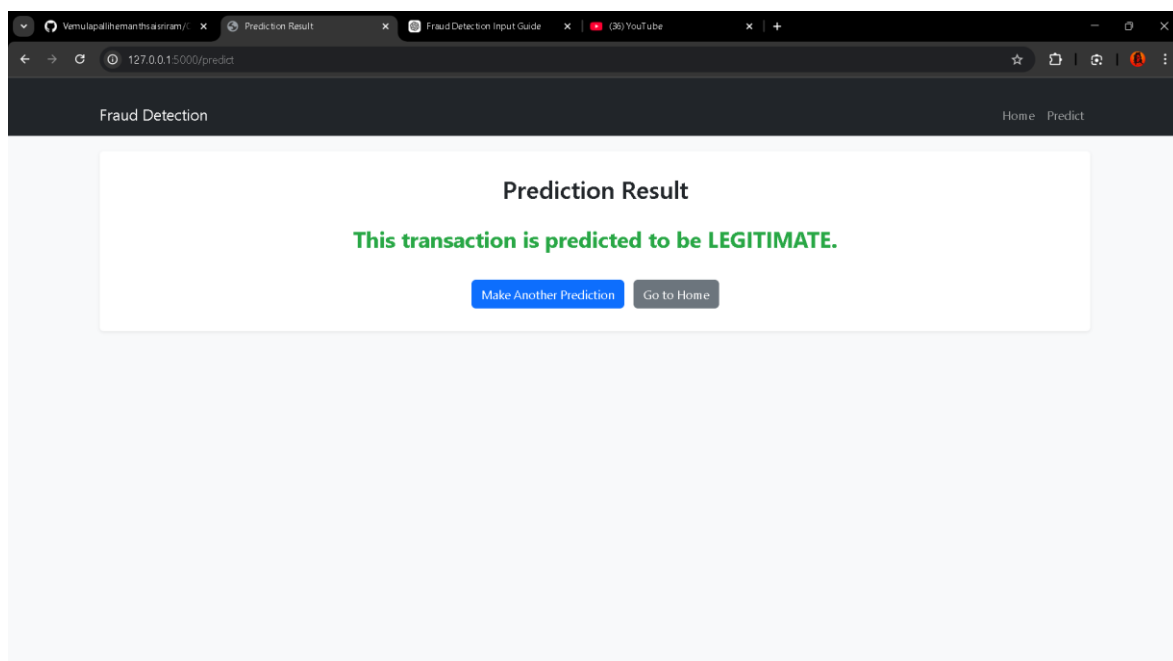 Vemulapallihemanthsaisriram/C Prediction Result Fraud Detection Input Guide (36) YouTube
127.0.0.1:5000/predict
Fraud Detection Home Predict
Prediction Result
This transaction is predicted to be LEGITIMATE.
Make Another Prediction Go to Home